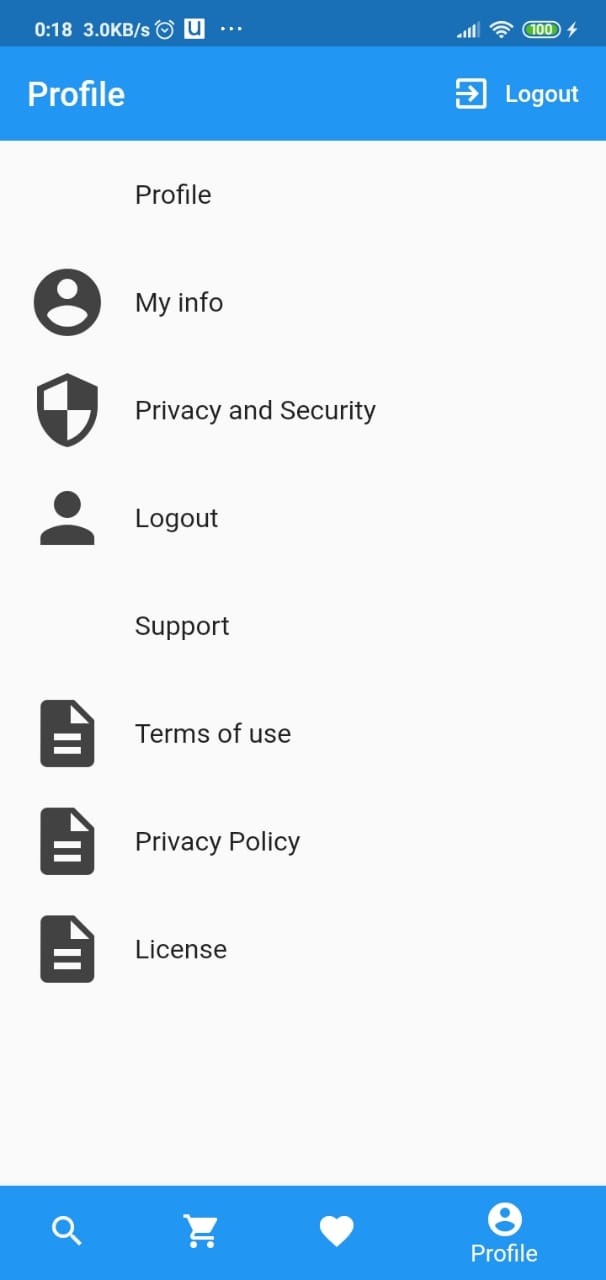 0:18 3.0KB/s U ...
100
Profile
Logout
Profile
My info
Privacy and Security
Logout
Support
Terms of use
Privacy Policy
License
Profile